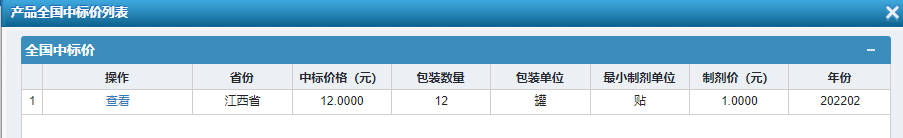 产品全国中标价列表
全国中标价
操作 省份 中标价格（元） 包装数量 包装单位 最小制剂单位 制剂价（元） 年份
1 查看 江西省 12.0000 12 罐 贴 1.0000 202202